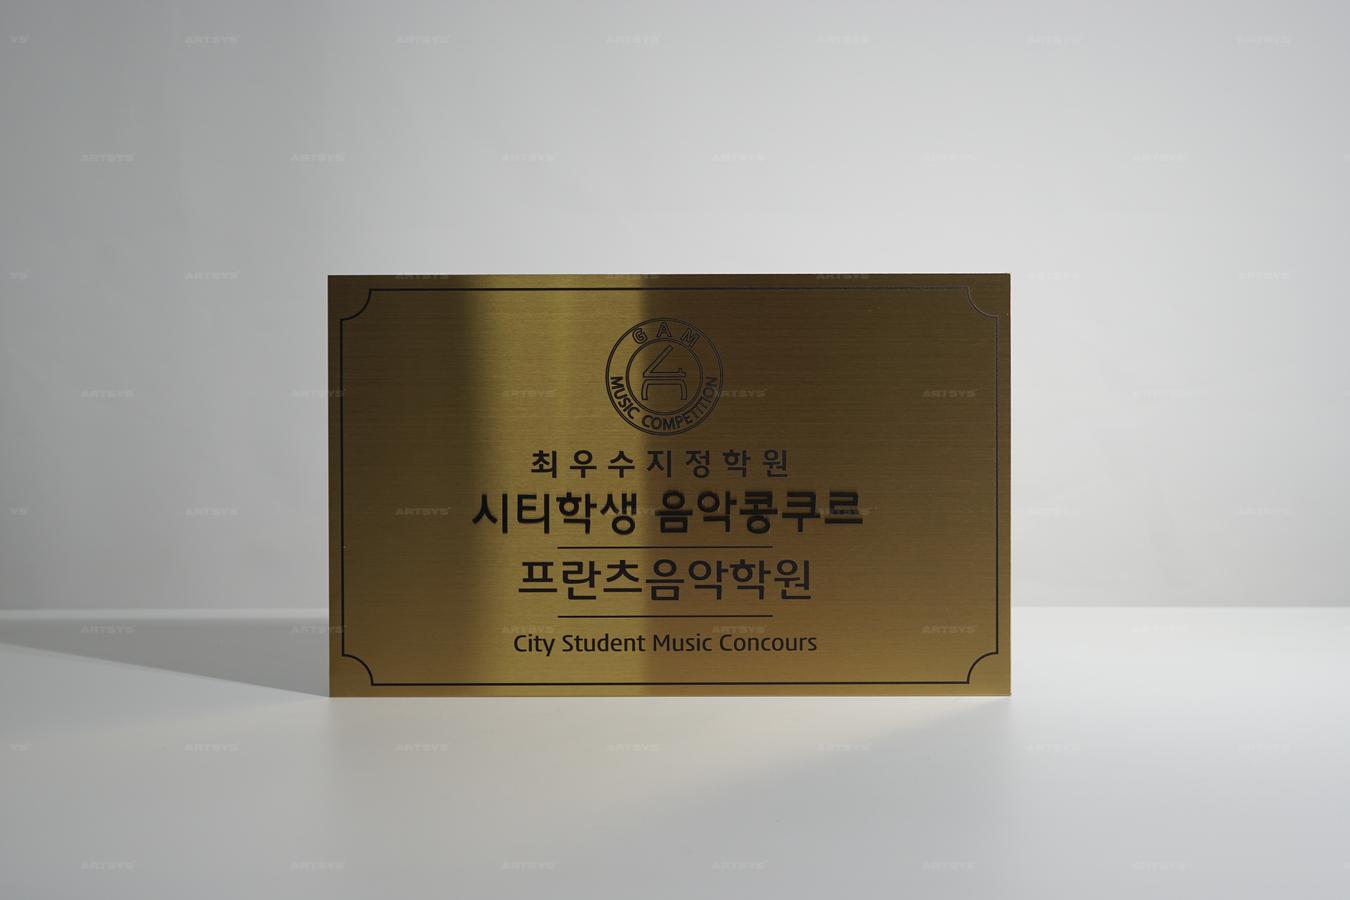 GAM
MUSIC COMPETITION
최우수지정학원
시티학생 음악콩쿠르
프란츠음악학원
City Student Music Concours
ARTSYS